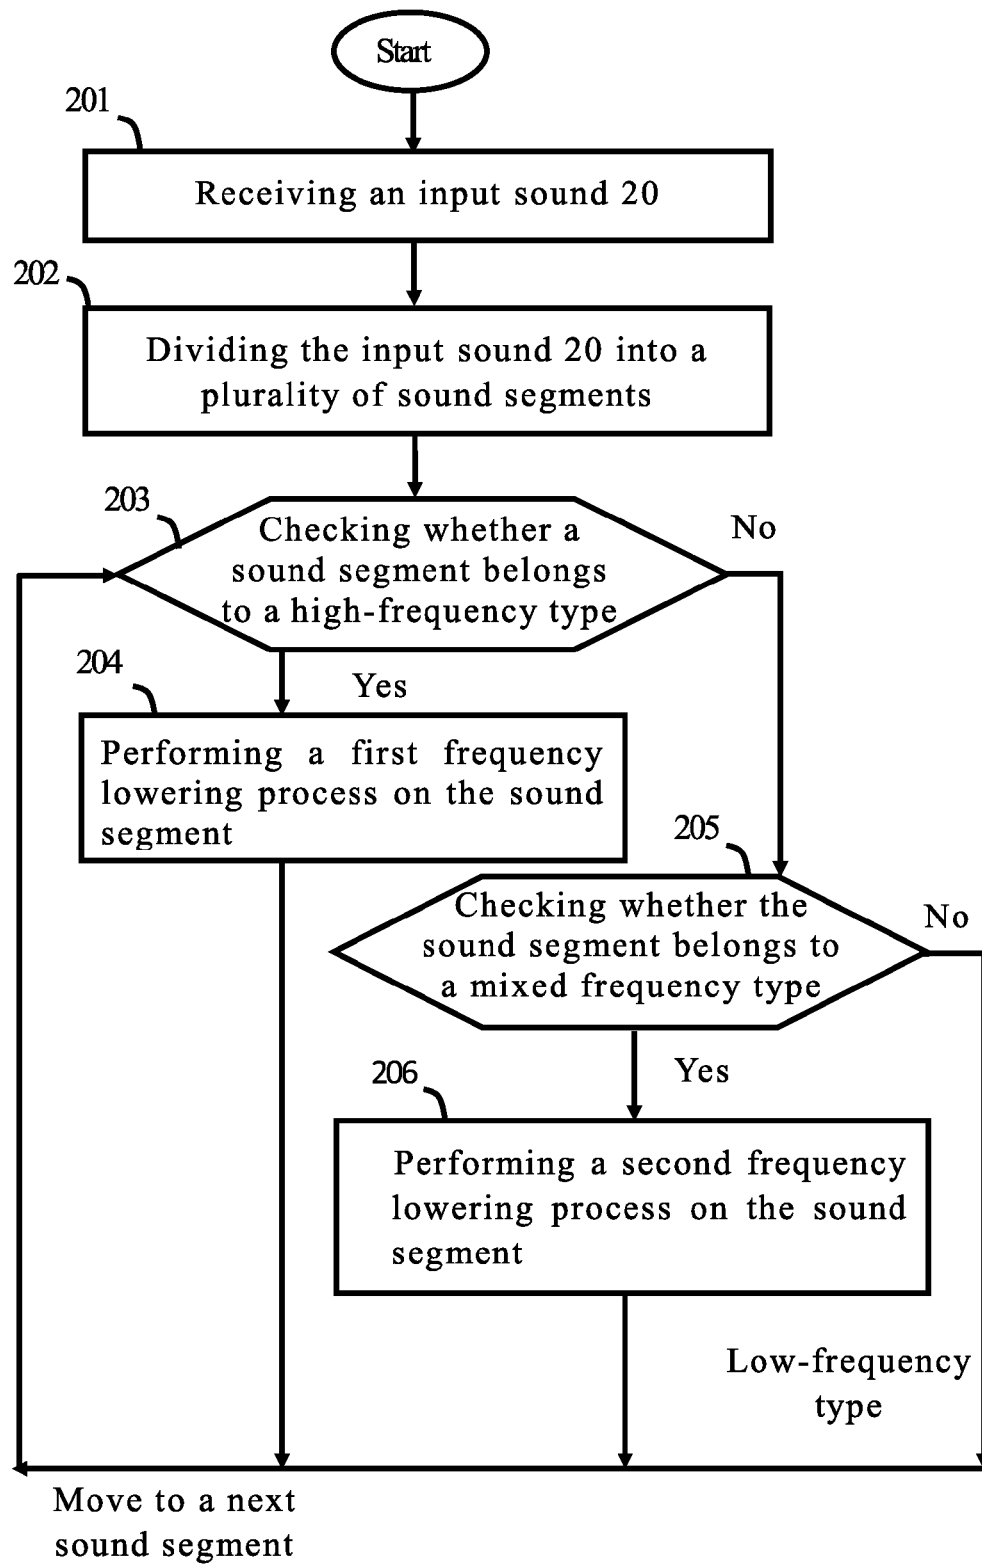 Start
201
Receiving an input sound 20
202
Dividing the input sound 20 into a
plurality of sound segments
203
Checking whether a
sound segment belongs
to a high-frequency type
No
204
Yes
Performing a first frequency
lowering process on the sound
segment
205
Checking whether the
sound segment belongs to
a mixed frequency type
No
206
Yes
Performing a second frequency
lowering process on the sound
segment
Low-frequency
type
Move to a next
sound segment